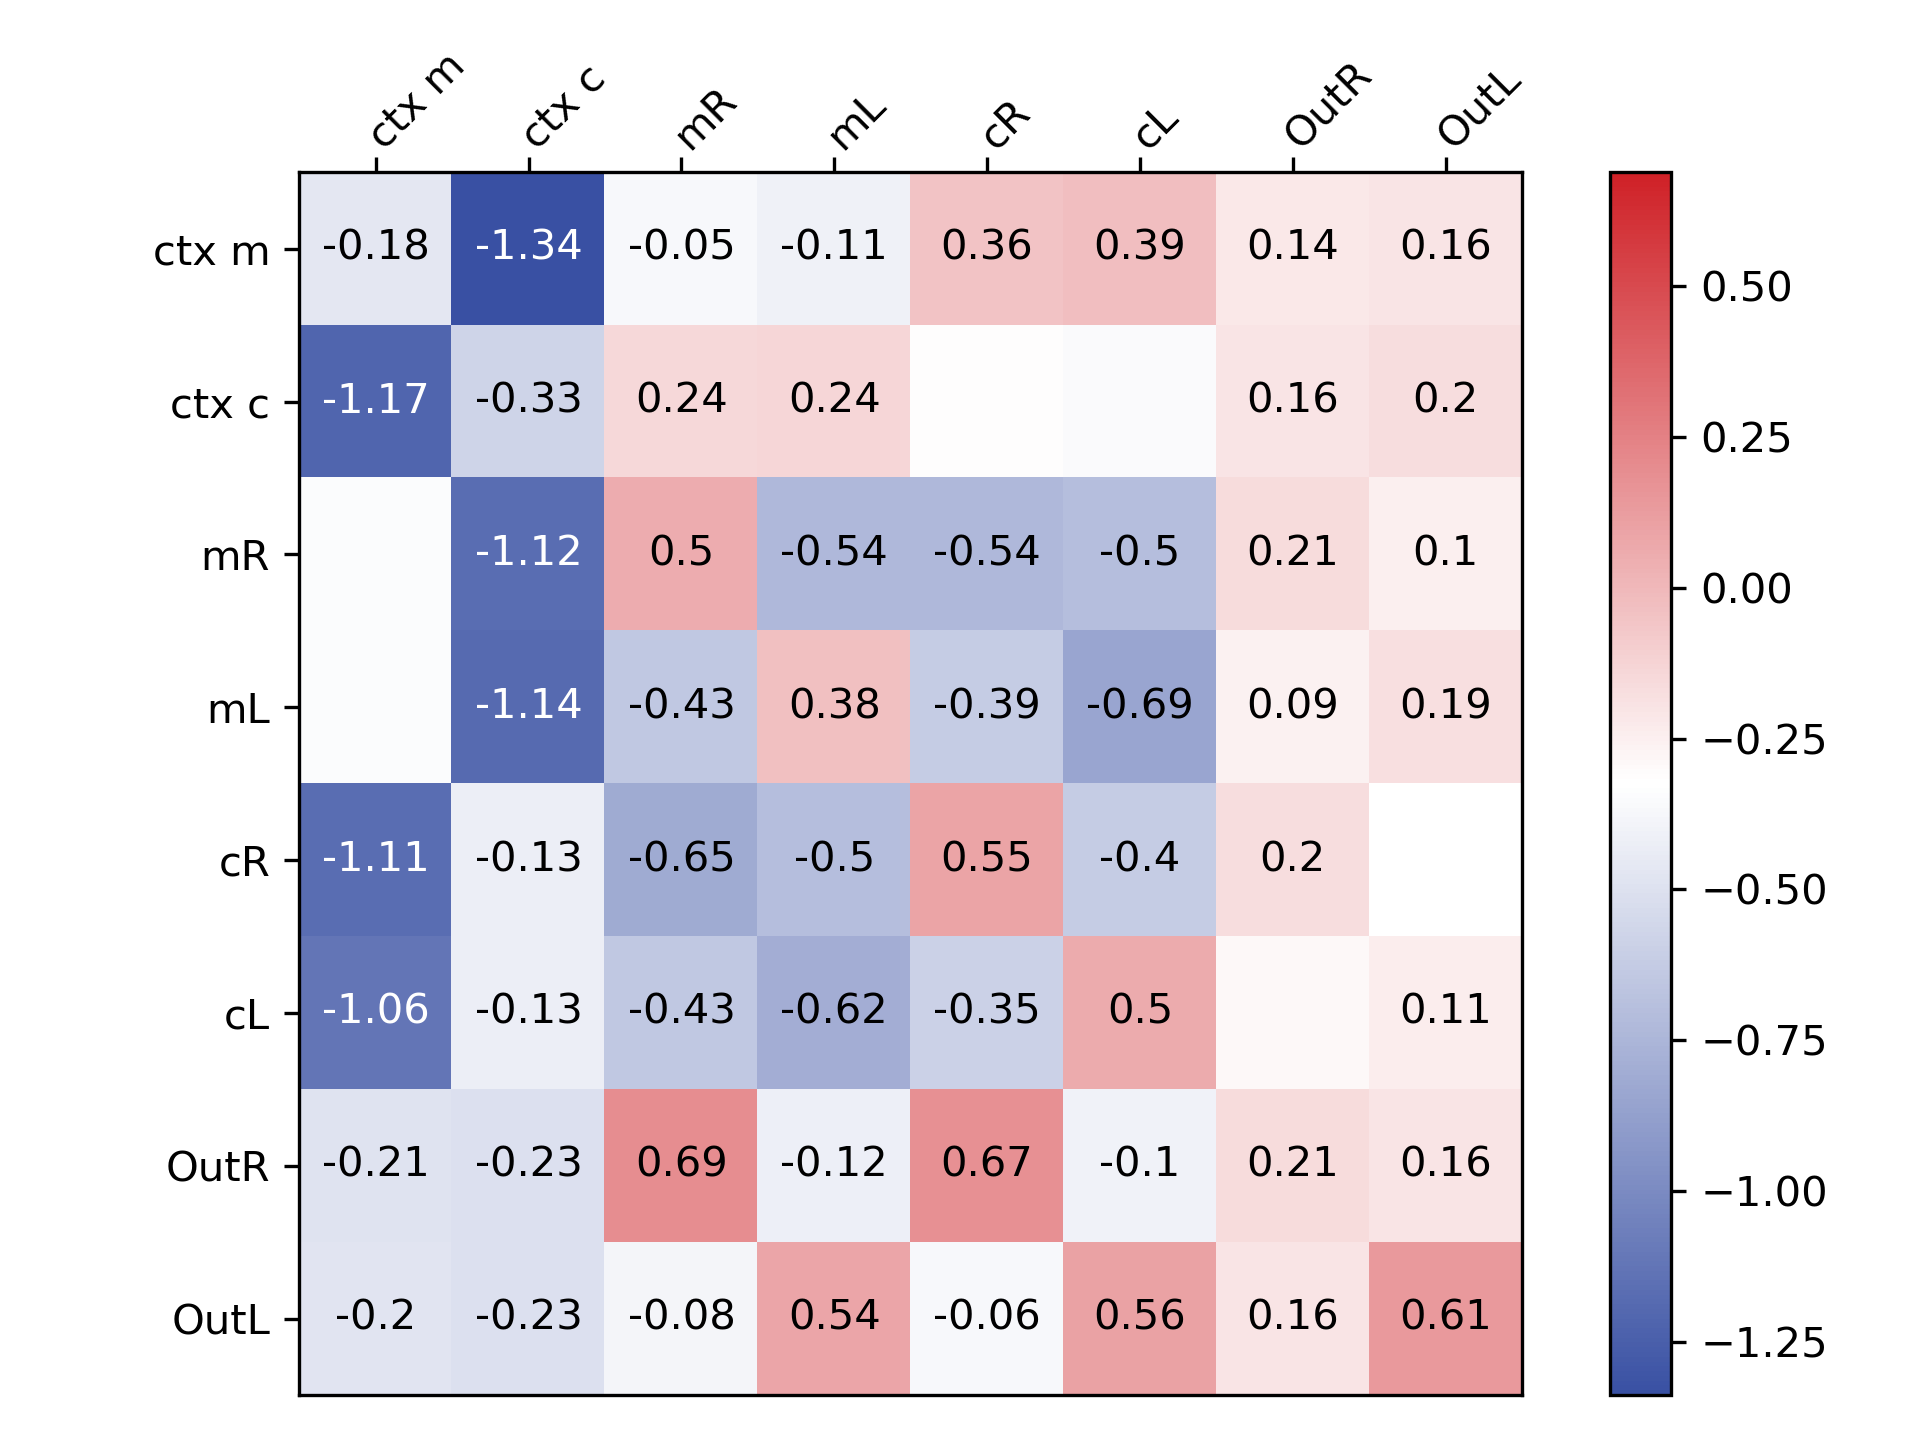 ctx m ctx c mR mL cR cL OutR OutL
ctx m -0.18 -1.34 -0.05 -0.11 0.36 0.39 0.14 0.16
ctx c -1.17 -0.33 0.24 0.24 0.16 0.2
mR -1.12 0.5 -0.54 -0.54 -0.5 0.21 0.1
mL -1.14 -0.43 0.38 -0.39 -0.69 0.09 0.19
cR -1.11 -0.13 -0.65 -0.5 0.55 -0.4 0.2
cL -1.06 -0.13 -0.43 -0.62 -0.35 0.5 0.11
OutR -0.21 -0.23 0.69 -0.12 0.67 -0.1 0.21 0.16
OutL -0.2 -0.23 -0.08 0.54 -0.06 0.56 0.16 0.61
0.50
0.25
0.00
−0.25
−0.50
−0.75
−1.00
−1.25